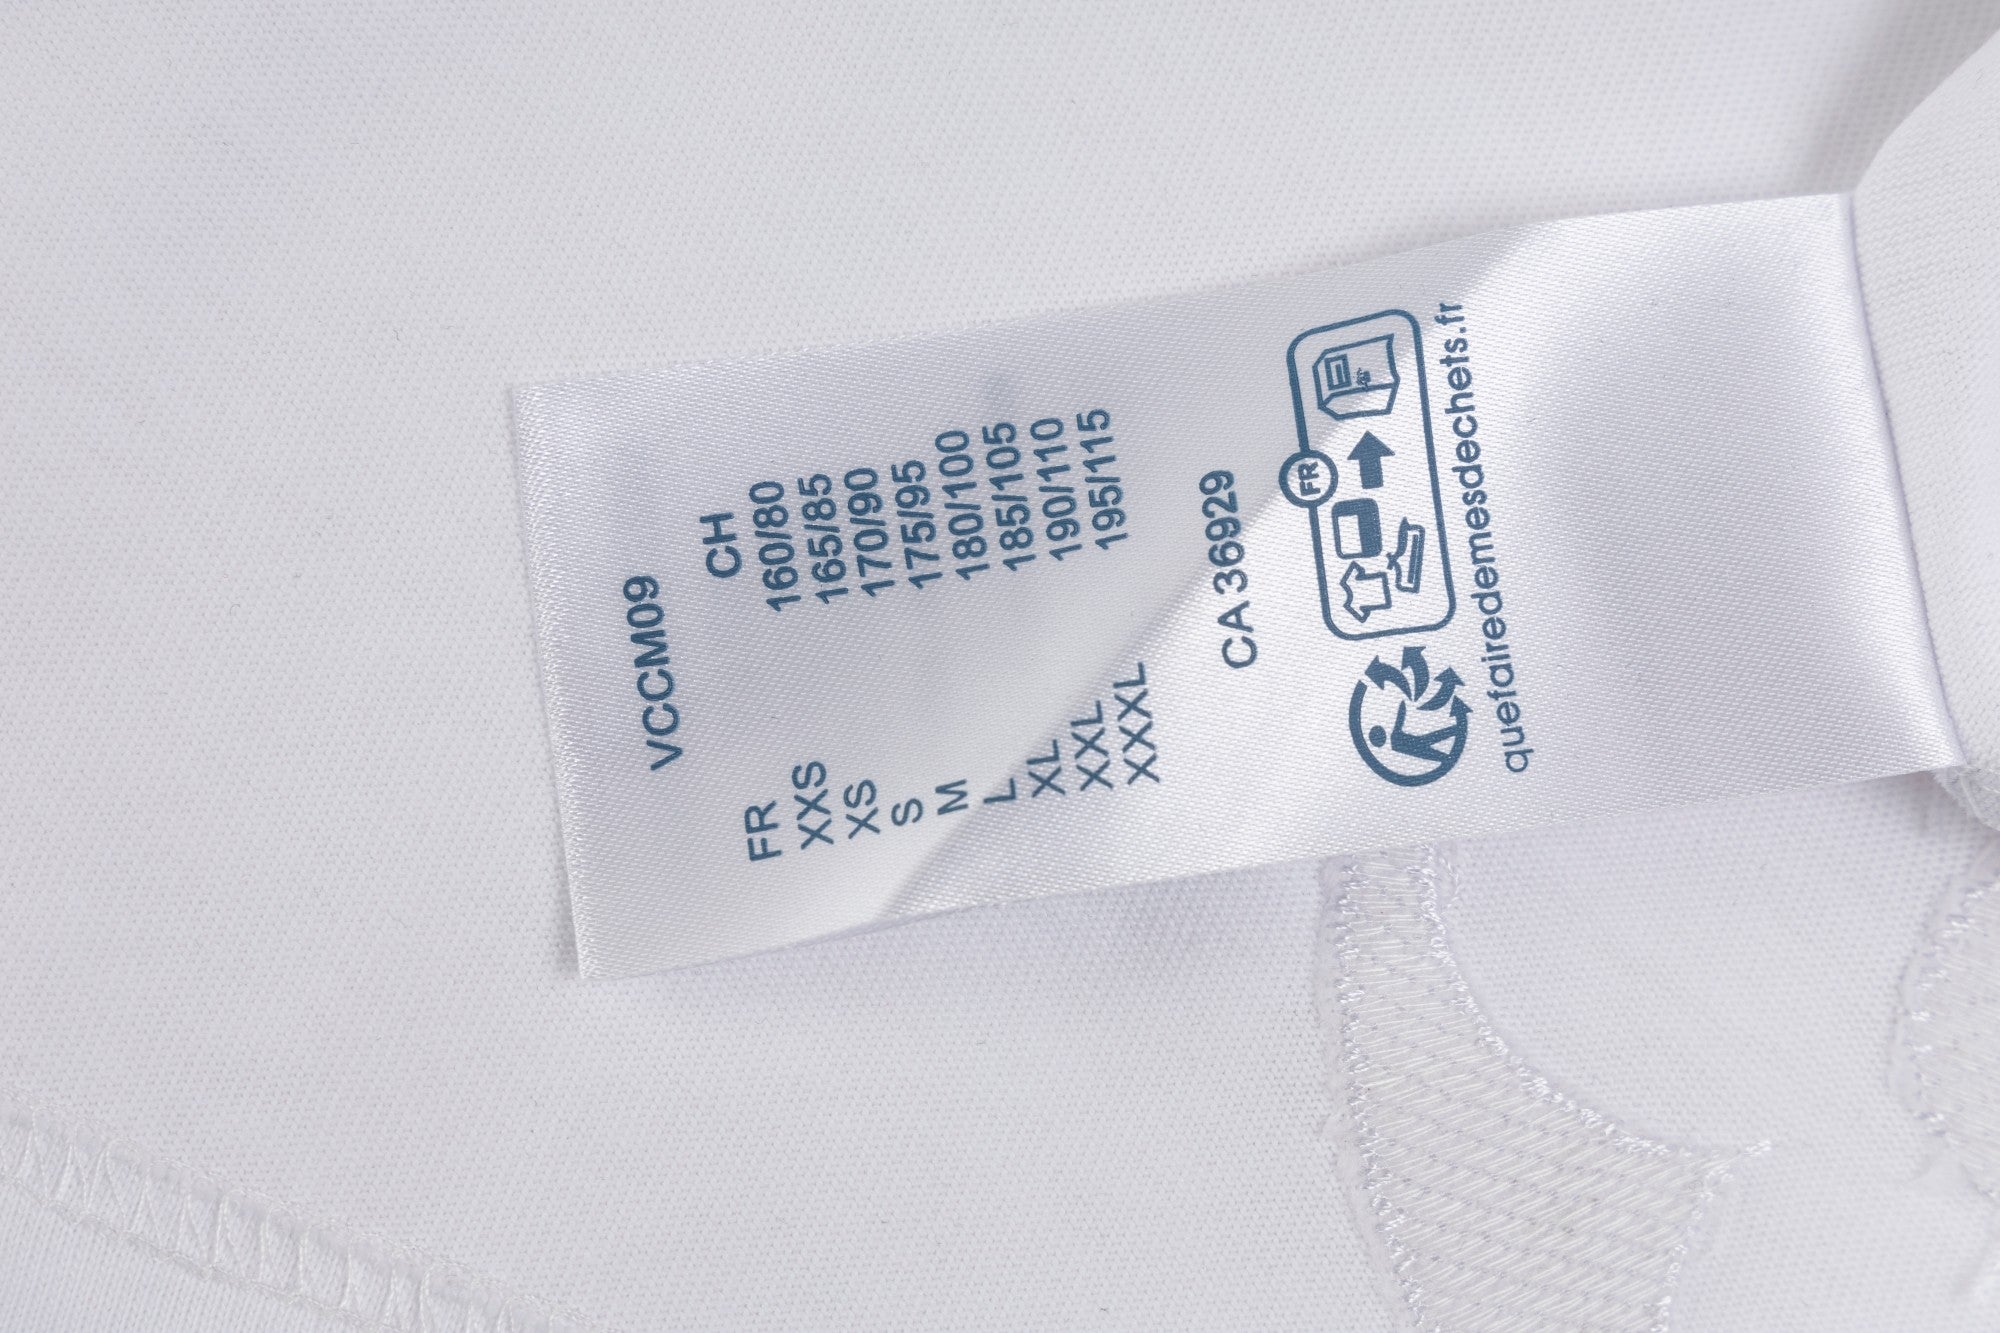 VCCM09
FR CH
XXS 160/80
XS 165/85
S 170/90
M 175/95
L 180/100
XL 185/105
XXL 190/110
XXXL 195/115
CA 36929
FR
quefairedemesdechets.fr